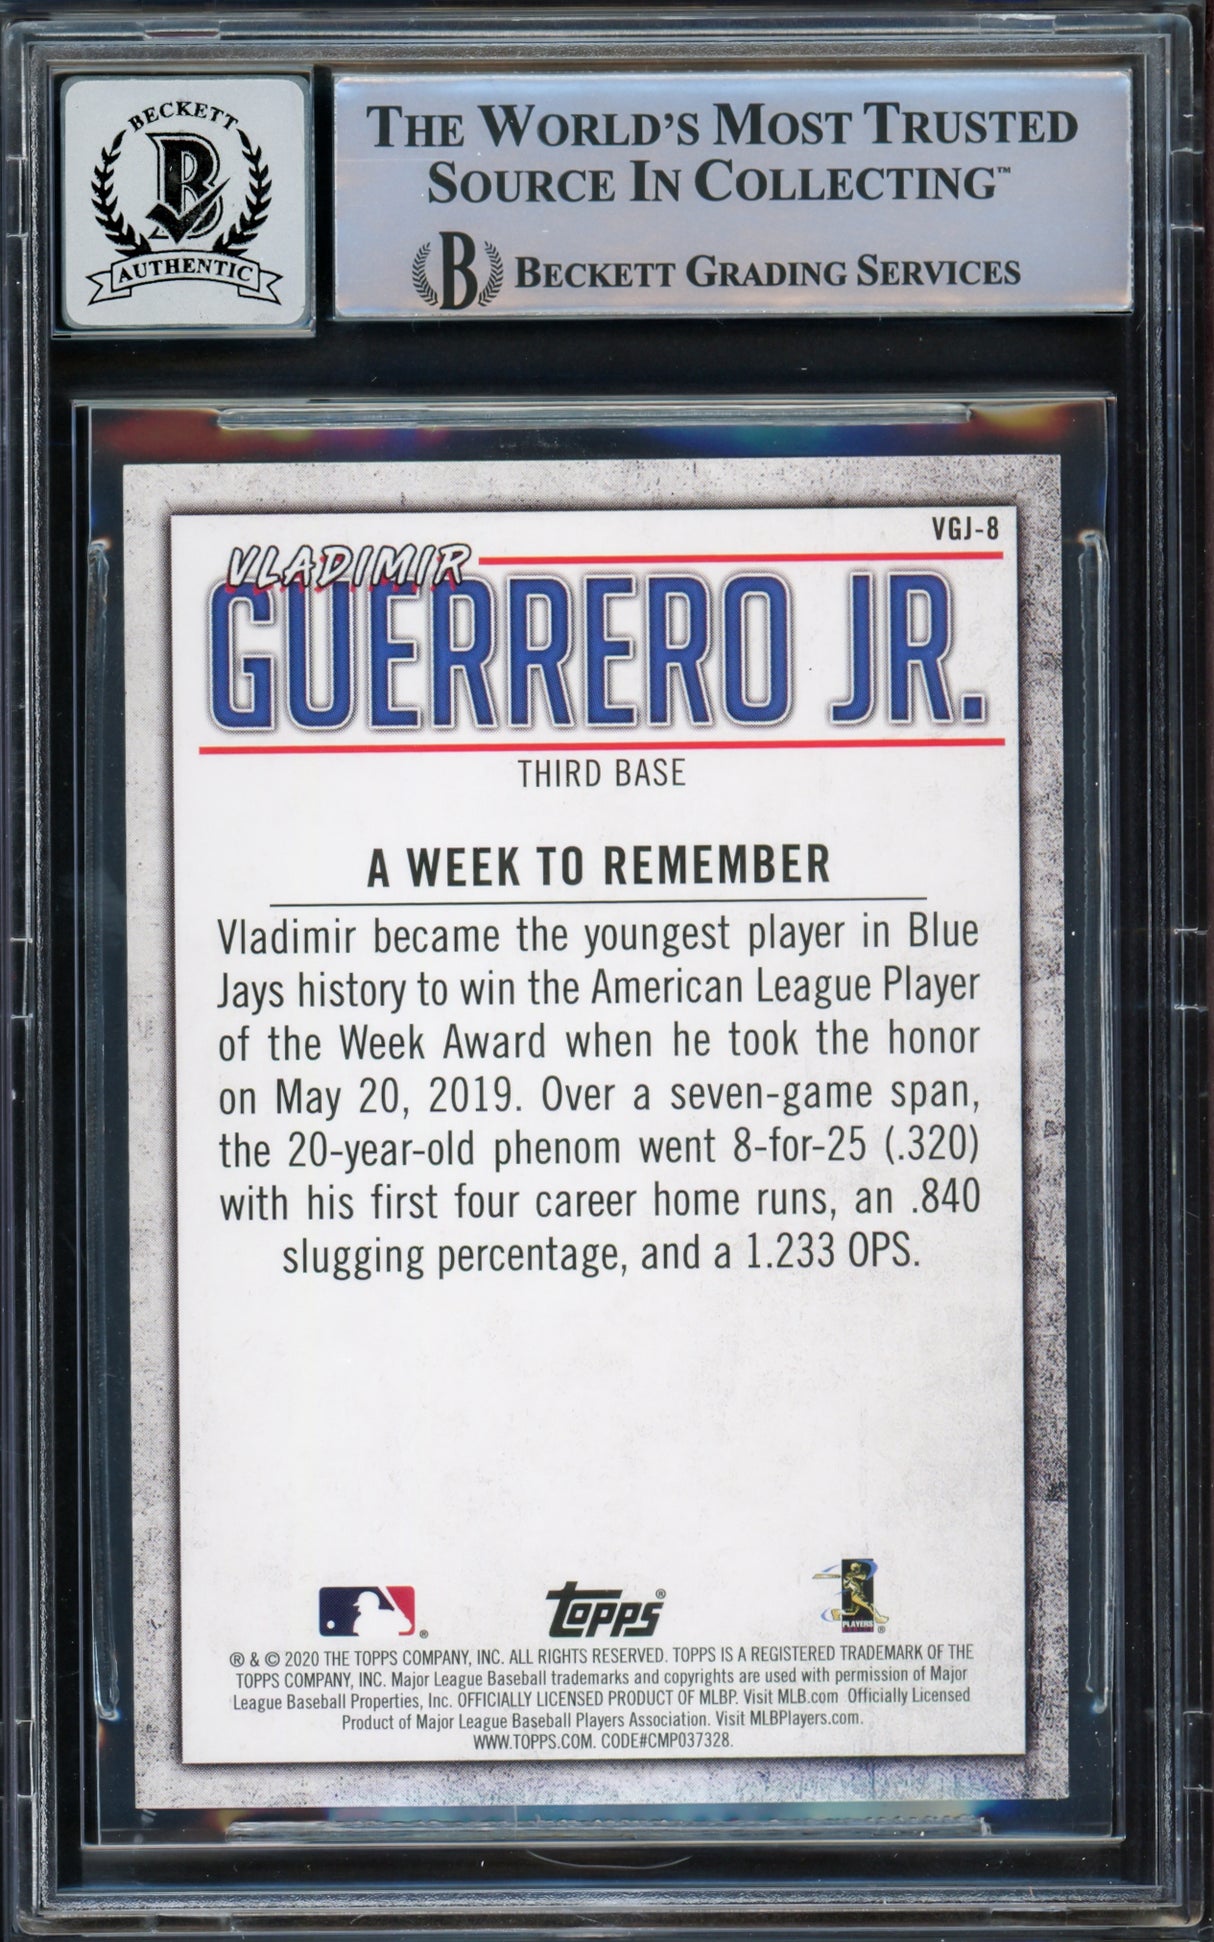 BECKETT
AUTHENTIC
THE WORLD'S MOST TRUSTED
SOURCE IN COLLECTING™
B BECKETT GRADING SERVICES
VGJ-8
VLADIMIR
GUERRERO JR.
THIRD BASE
A WEEK TO REMEMBER
Vladimir became the youngest player in Blue
Jays history to win the American League Player
of the Week Award when he took the honor
on May 20, 2019. Over a seven-game span,
the 20-year-old phenom went 8-for-25 (.320)
with his first four career home runs, an .840
slugging percentage, and a 1.233 OPS.
Topps®
PLAYERS
® & © 2020 THE TOPPS COMPANY, INC. ALL RIGHTS RESERVED. TOPPS IS A REGISTERED TRADEMARK OF THE
TOPPS COMPANY, INC. Major League Baseball trademarks and copyrights are used with permission of Major
League Baseball Properties, Inc. OFFICIALLY LICENSED PRODUCT OF MLBP. Visit MLB.com Officially Licensed
Product of Major League Baseball Players Association. Visit MLBPlayers.com.
WWW.TOPPS.COM. CODE#CMP037328.